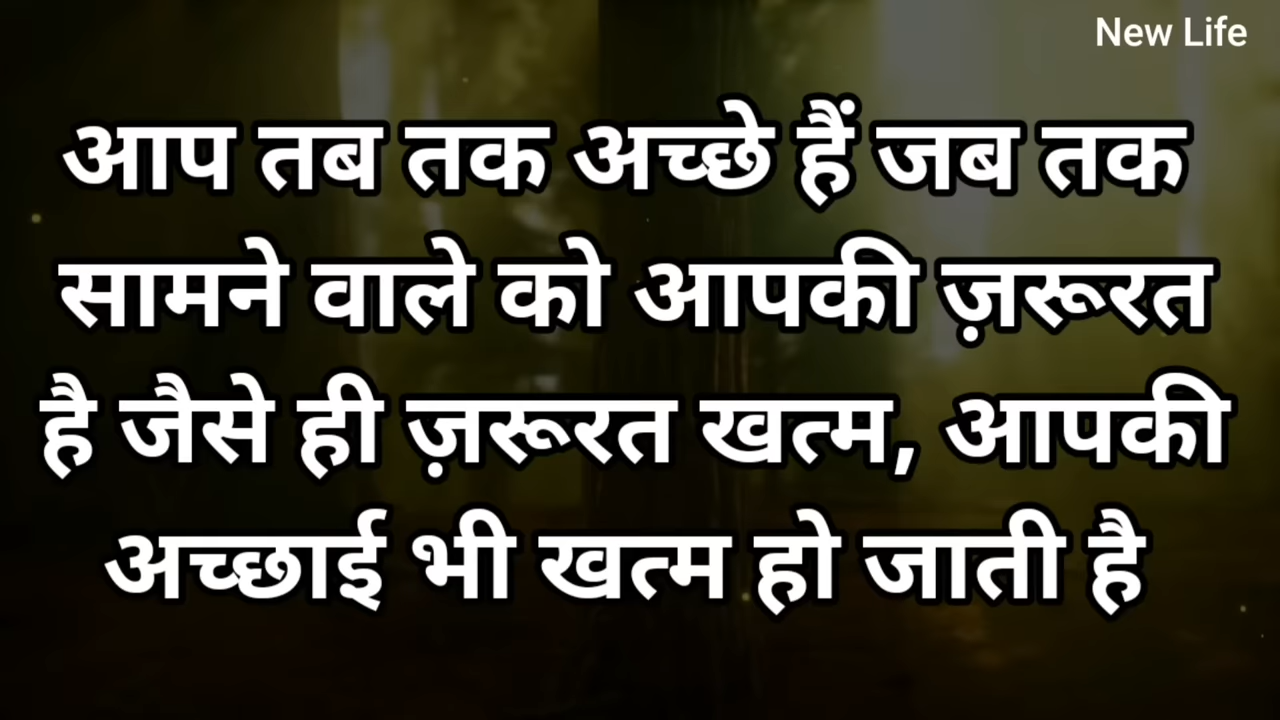 New Life
आप तब तक अच्छे हैं जब तक
सामने वाले को आपकी ज़रूरत
है जैसे ही ज़रूरत खत्म, आपकी
अच्छाई भी खत्म हो जाती है